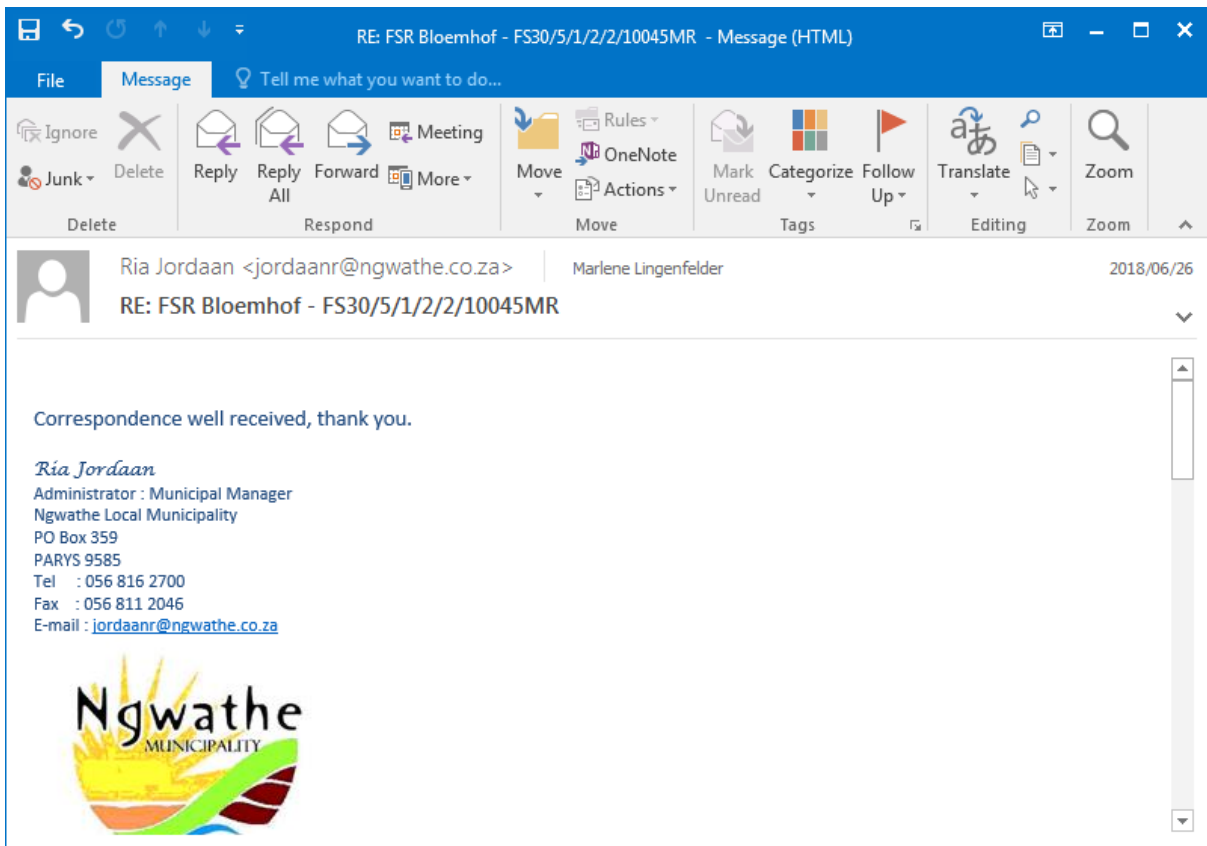 RE: FSR Bloemhof - FS30/5/1/2/2/10045MR - Message (HTML)
File Message Tell me what you want to do...
Ignore
Junk
Delete
Delete
Reply
Reply All
Forward
Meeting
More
Respond
Move
Rules
OneNote
Actions
Move
Mark Unread
Categorize
Follow Up
Tags
Translate
Editing
Zoom
Zoom
Ria Jordaan <jordaanr@ngwathe.co.za> Marlene Lingenfelder 2018/06/26
RE: FSR Bloemhof - FS30/5/1/2/2/10045MR
Correspondence well received, thank you.
Ria Jordaan
Administrator : Municipal Manager
Ngwathe Local Municipality
PO Box 359
PARYS 9585
Tel : 056 816 2700
Fax : 056 811 2046
E-mail : jordaanr@ngwathe.co.za
Ngwathe
MUNICIPALITY